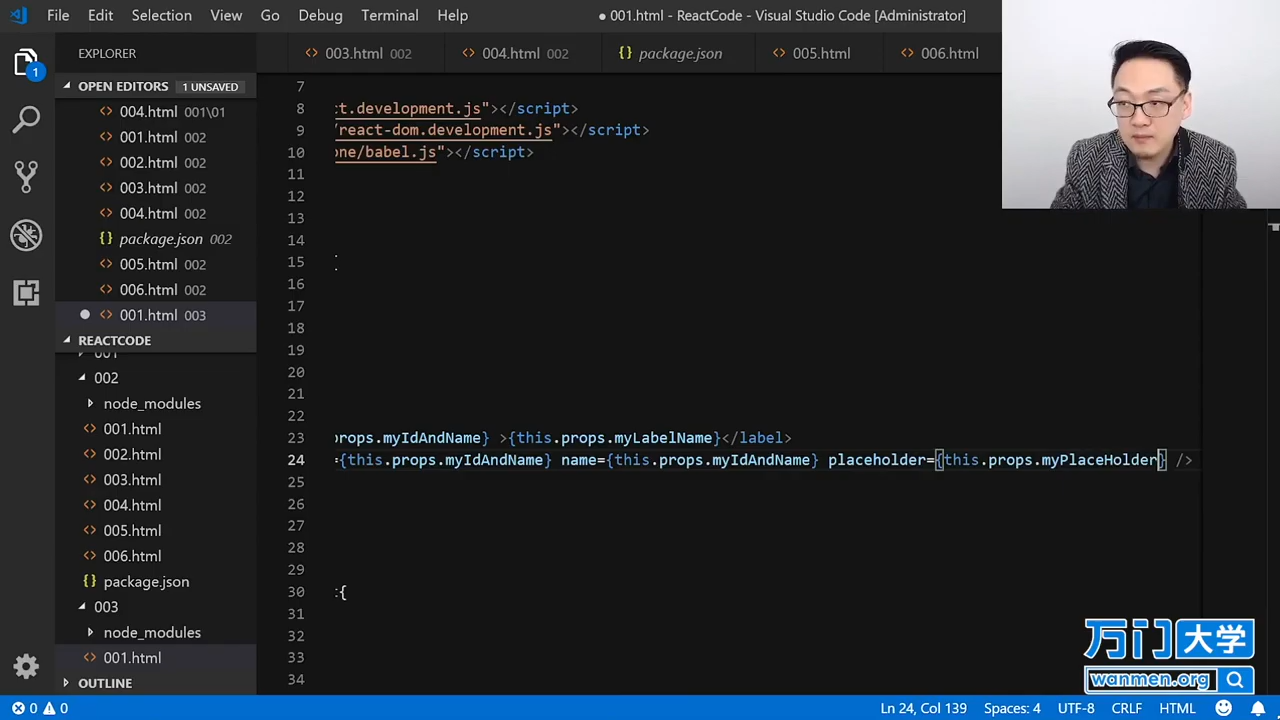 File Edit Selection View Go Debug Terminal Help
● 001.html - ReactCode - Visual Studio Code [Administrator]
EXPLORER
003.html 002
004.html 002
package.json
005.html
006.html
OPEN EDITORS 1 UNSAVED
004.html 001\01
001.html 002
002.html 002
003.html 002
004.html 002
package.json 002
005.html 002
006.html 002
001.html 003
REACTCODE
001
002
node_modules
001.html
002.html
003.html
004.html
005.html
006.html
package.json
003
node_modules
001.html
OUTLINE
7
8 ct.development.js"></script>
9 /react-dom.development.js"></script>
10 one/babel.js"></script>
11
12
13
14
15
16
17
18
19
20
21
22
23 props.myIdAndName} >{this.props.myLabelName}</label>
24 ={this.props.myIdAndName} name={this.props.myIdAndName} placeholder={this.props.myPlaceHolder} />
25
26
27
28
29
30 t{
31
32
33
34
1
万门大学
wanmen.org
0 0
Ln 24, Col 139 Spaces: 4 UTF-8 CRLF HTML